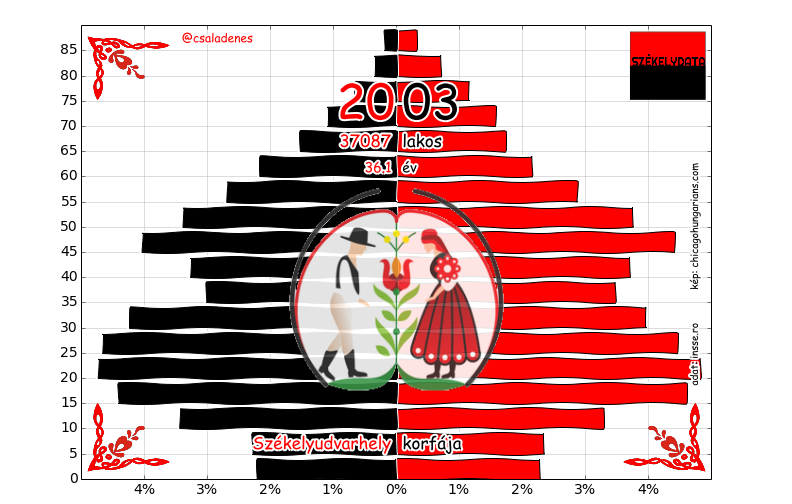 @csaladenes
SZÉKELYDATA
2003
37087 lakos
36.1 év
kép: chicagohungarians.com
adat: insse.ro
Székelyudvarhely korfája
85
80
75
70
65
60
55
50
45
40
35
30
25
20
15
10
5
0
4% 3% 2% 1% 0% 1% 2% 3% 4%